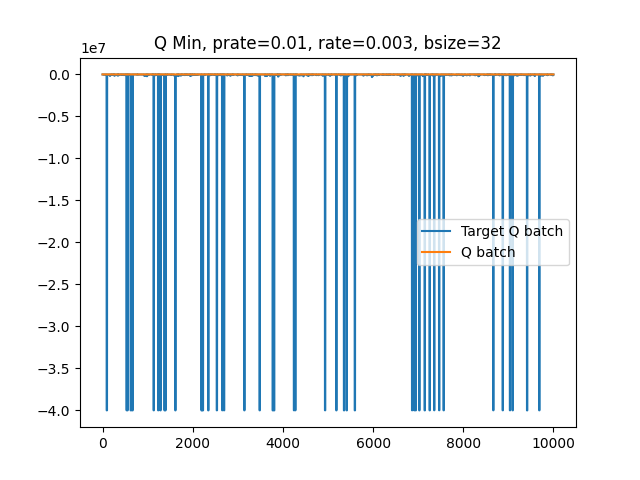 Q Min, prate=0.01, rate=0.003, bsize=32
1e7
0.0
−0.5
−1.0
−1.5
−2.0
−2.5
−3.0
−3.5
−4.0
Target Q batch
Q batch
0 2000 4000 6000 8000 10000